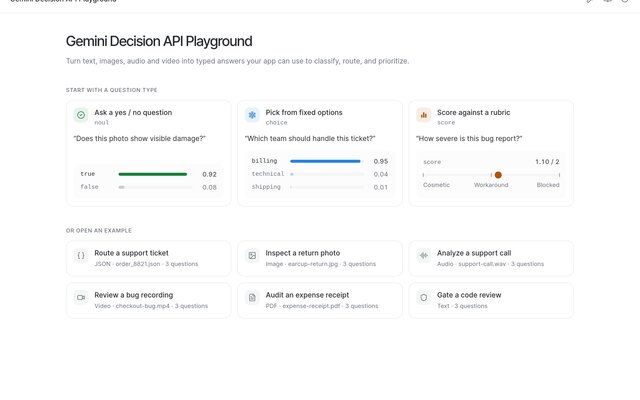 Gemini Decision API Playground
Turn text, images, audio and video into typed answers your app can use to classify, route, and prioritize.
START WITH A QUESTION TYPE
Ask a yes / no question
noul
"Does this photo show visible damage?"
true 0.92
false 0.08
Pick from fixed options
choice
"Which team should handle this ticket?"
billing 0.95
technical 0.04
shipping 0.01
Score against a rubric
score
"How severe is this bug report?"
score 1.10 / 2
Cosmetic Workaround Blocked
OR OPEN AN EXAMPLE
Route a support ticket
JSON · order_8821.json · 3 questions
Inspect a return photo
Image · earcup-return.jpg · 3 questions
Analyze a support call
Audio · support-call.wav · 3 questions
Review a bug recording
Video · checkout-bug.mp4 · 3 questions
Audit an expense receipt
PDF · expense-receipt.pdf · 3 questions
Gate a code review
Text · 3 questions